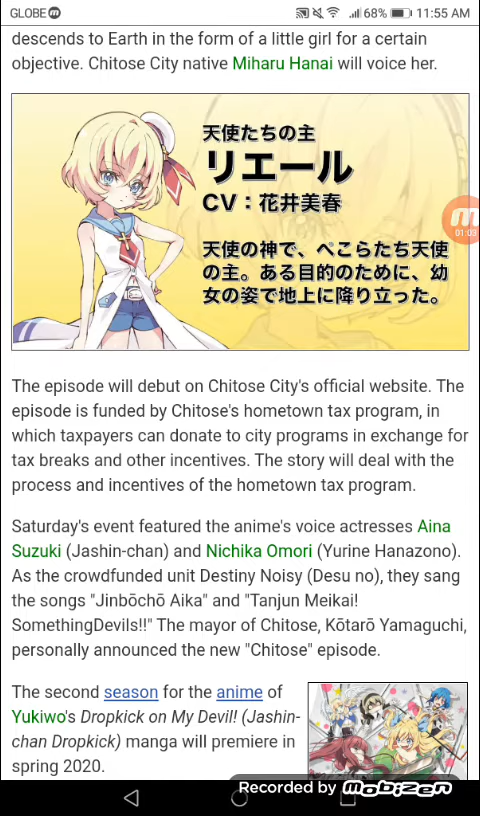 GLOBE 68% 11:55 AM
descends to Earth in the form of a little girl for a certain
objective. Chitose City native Miharu Hanai will voice her.
天使たちの主
リエール
CV：花井美春
天使の神で、ぺこらたち天使
の主。ある目的のために、幼
女の姿で地上に降り立った。
01:03
The episode will debut on Chitose City's official website. The
episode is funded by Chitose's hometown tax program, in
which taxpayers can donate to city programs in exchange for
tax breaks and other incentives. The story will deal with the
process and incentives of the hometown tax program.
Saturday's event featured the anime's voice actresses Aina
Suzuki (Jashin-chan) and Nichika Omori (Yurine Hanazono).
As the crowdfunded unit Destiny Noisy (Desu no), they sang
the songs "Jinbōchō Aika" and "Tanjun Meikai!
SomethingDevils!!" The mayor of Chitose, Kōtarō Yamaguchi,
personally announced the new "Chitose" episode.
The second season for the anime of
Yukiwo's Dropkick on My Devil! (Jashin-
chan Dropkick) manga will premiere in
spring 2020.
Recorded by mobizen